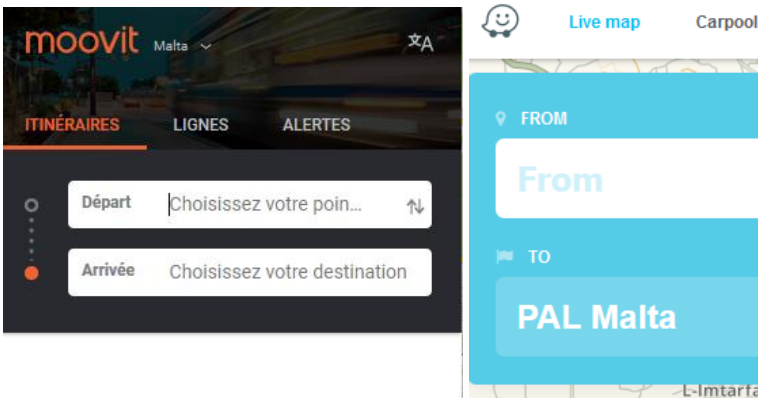 moovit Malta
ITINÉRAIRES LIGNES ALERTES
Départ Choisissez votre poin...
Arrivée Choisissez votre destination
Live map Carpool
FROM
From
TO
PAL Malta
L-Imtarfa